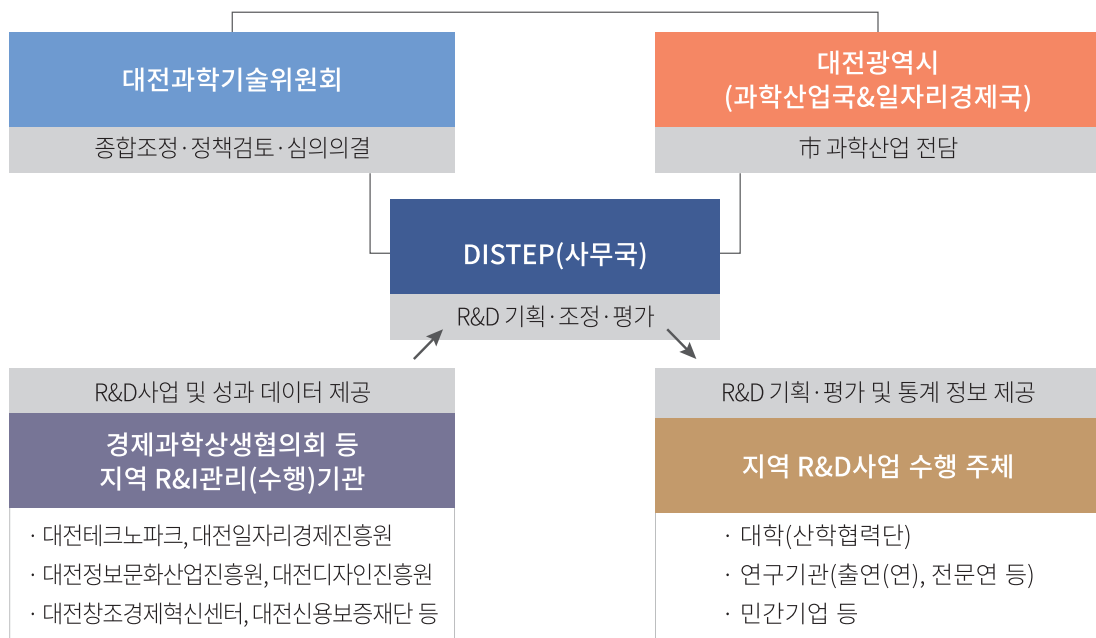 대전과학기술위원회
종합조정·정책검토·심의의결
대전광역시
(과학산업국&일자리경제국)
市 과학산업 전담
DISTEP(사무국)
R&D 기획·조정·평가
R&D사업 및 성과 데이터 제공
경제과학상생협의회 등
지역 R&I관리(수행)기관
· 대전테크노파크, 대전일자리경제진흥원
· 대전정보문화산업진흥원, 대전디자인진흥원
· 대전창조경제혁신센터, 대전신용보증재단 등
R&D 기획·평가 및 통계 정보 제공
지역 R&D사업 수행 주체
· 대학(산학협력단)
· 연구기관(출연(연), 전문연 등)
· 민간기업 등